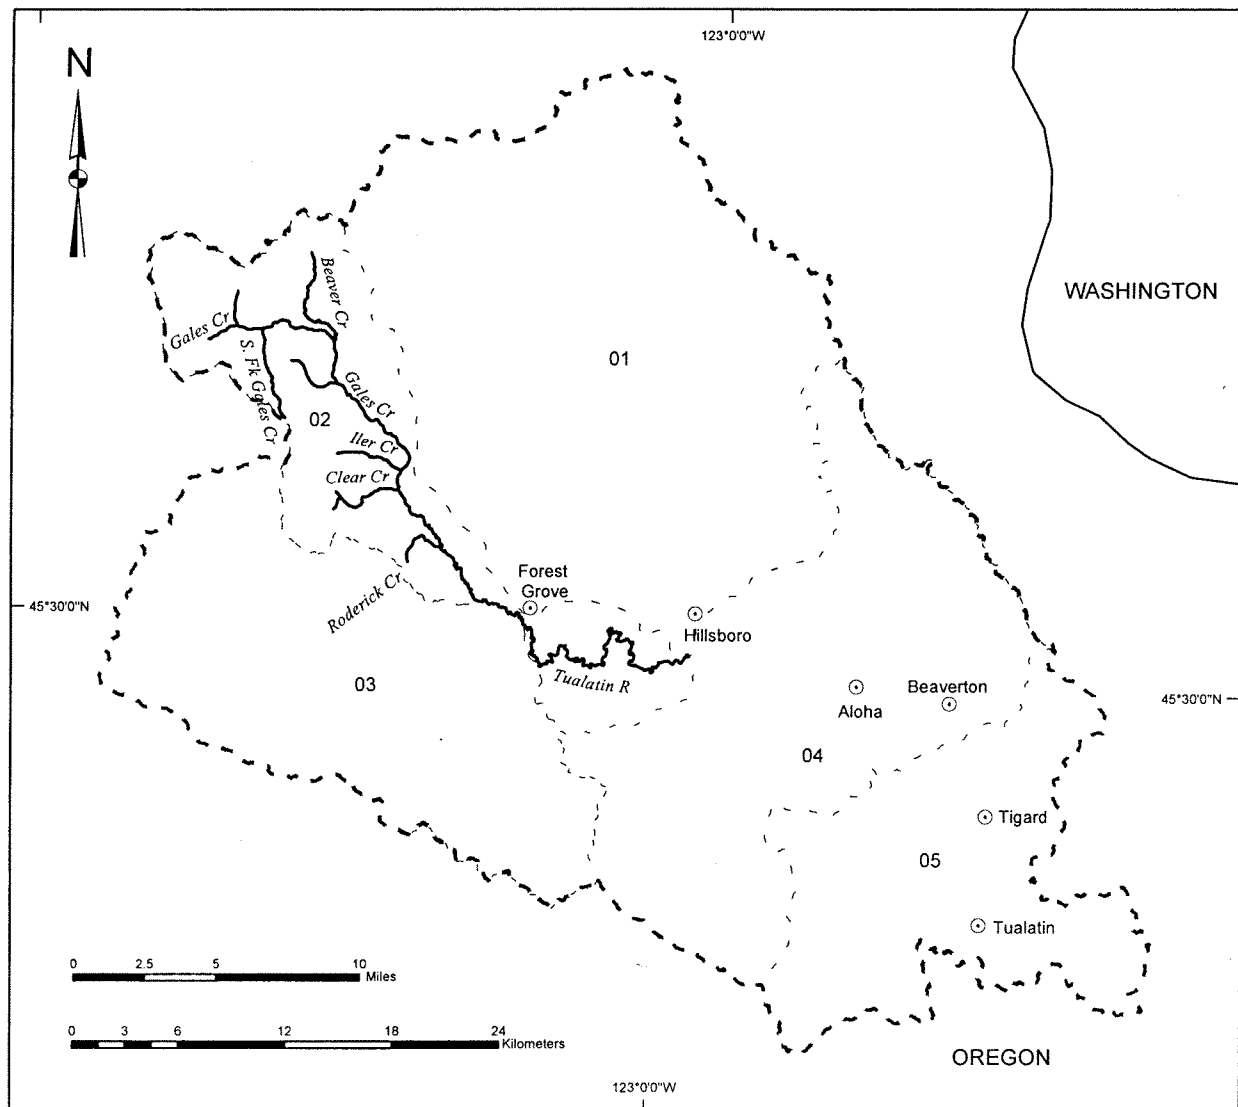 123°0'0"W
N
WASHINGTON
Beaver Cr
Gales Cr
S. Fk Gales Cr
01
Gales Cr
02
Iler Cr
Clear Cr
Roderick Cr
Forest
Grove
45°30'0"N
Hillsboro
Tualatin R
03
Aloha
Beaverton
45°30'0"N
04
Tigard
05
Tualatin
0 2.5 5 10
Miles
0 3 6 12 18 24
Kilometers
OREGON
123°0'0"W